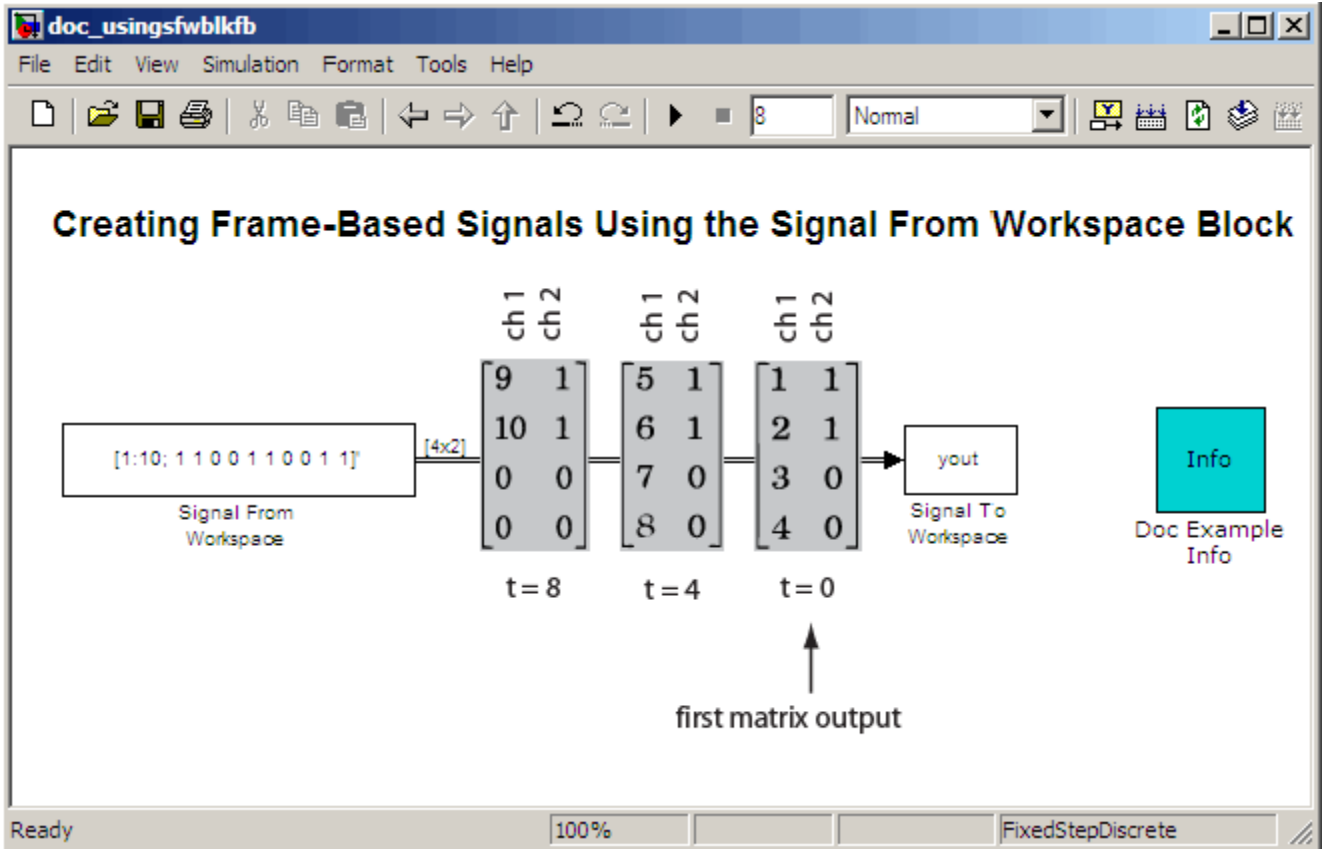 doc_usingsfwblkfb
File Edit View Simulation Format Tools Help
8 Normal
Creating Frame-Based Signals Using the Signal From Workspace Block
ch 1 ch 2 ch 1 ch 2 ch 1 ch 2
9 1 5 1 1 1
10 1 6 1 2 1
0 0 7 0 3 0
0 0 8 0 4 0
[1:10; 1 1 0 0 1 1 0 0 1 1]'
[4x2]
yout
Info
Signal From
Workspace
Signal To
Workspace
Doc Example
Info
t = 8 t = 4 t = 0
first matrix output
Ready 100% FixedStepDiscrete